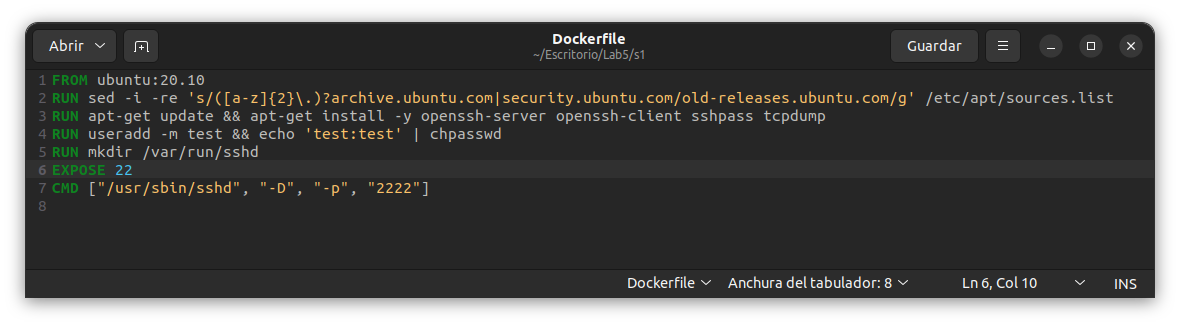 Abrir
Dockerfile
~/Escritorio/Lab5/s1
Guardar
1 FROM ubuntu:20.10
2 RUN sed -i -re 's/([a-z]{2}\.)?archive.ubuntu.com|security.ubuntu.com/old-releases.ubuntu.com/g' /etc/apt/sources.list
3 RUN apt-get update && apt-get install -y openssh-server openssh-client sshpass tcpdump
4 RUN useradd -m test && echo 'test:test' | chpasswd
5 RUN mkdir /var/run/sshd
6 EXPOSE 22
7 CMD ["/usr/sbin/sshd", "-D", "-p", "2222"]
8
Dockerfile Anchura del tabulador: 8 Ln 6, Col 10 INS